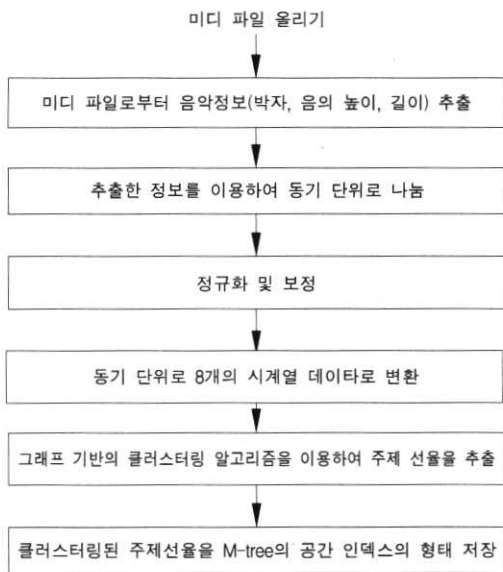 미디 파일 올리기
미디 파일로부터 음악정보(박자, 음의 높이, 길이) 추출
추출한 정보를 이용하여 동기 단위로 나눔
정규화 및 보정
동기 단위로 8개의 시계열 데이타로 변환
그래프 기반의 클러스터링 알고리즘을 이용하여 주제 선율을 추출
클러스터링된 주제선율을 M-tree의 공간 인덱스의 형태 저장